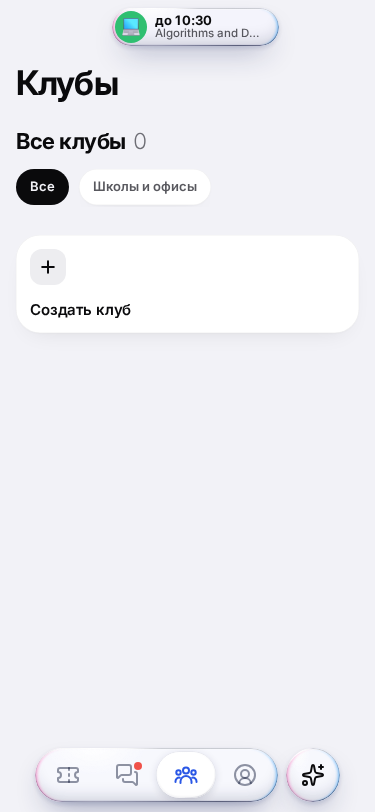 до 10:30
Algorithms and D...
Клубы
Все клубы 0
Все
Школы и офисы
Создать клуб